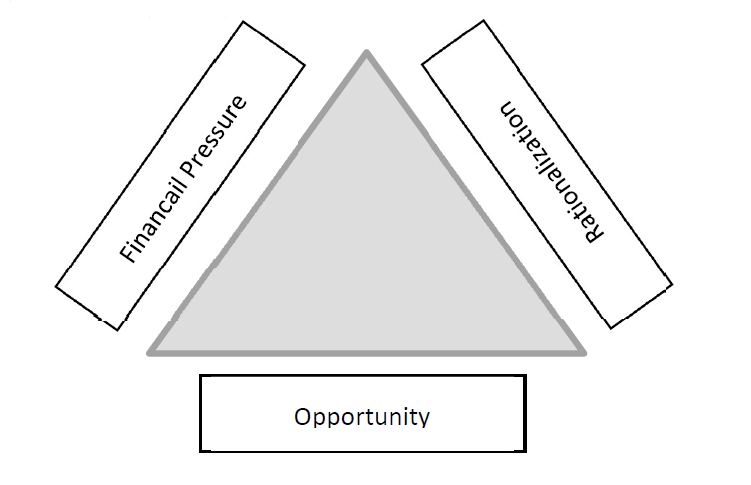 Financail Pressure
Rationalization
Opportunity